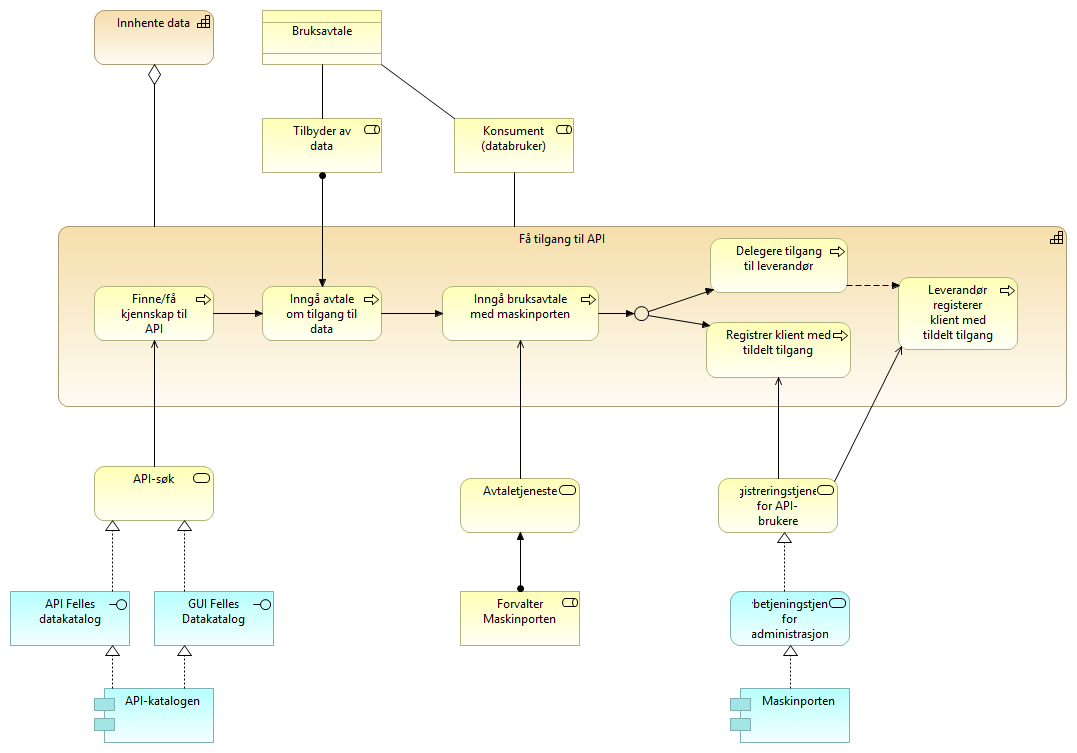 Innhente data
Bruksavtale
Tilbyder av
data
Konsument
(databruker)
Få tilgang til API
Finne/få
kjennskap til
API
Inngå avtale
om tilgang til
data
Inngå bruksavtale
med maskinporten
Delegere tilgang
til leverandør
Registrer klient med
tildelt tilgang
Leverandør
registrerer
klient med
tildelt tilgang
API-søk
Avtaletjeneste
gistreringstjene
for API-
brukere
API Felles
datakatalog
GUI Felles
Datakatalog
Forvalter
Maskinporten
betjeningstjen
for
administrasjon
API-katalogen
Maskinporten